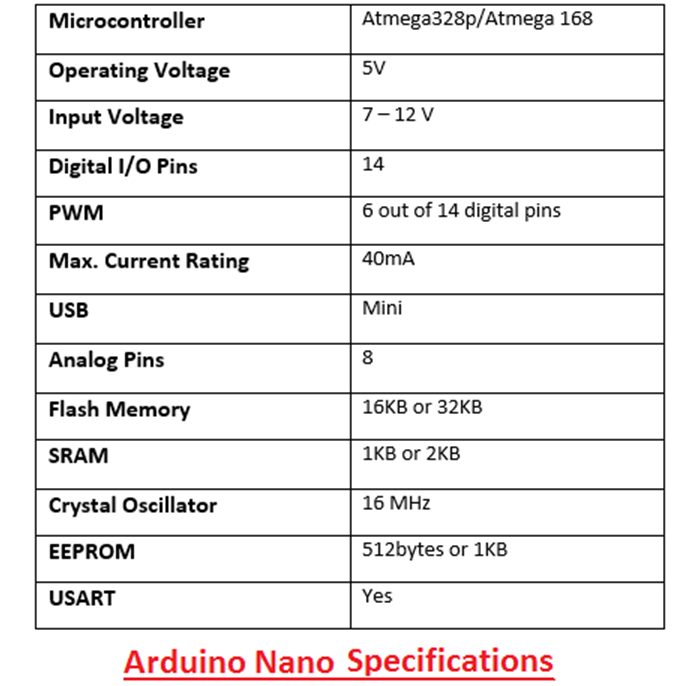 Microcontroller Atmega328p/Atmega 168
Operating Voltage 5V
Input Voltage 7 – 12 V
Digital I/O Pins 14
PWM 6 out of 14 digital pins
Max. Current Rating 40mA
USB Mini
Analog Pins 8
Flash Memory 16KB or 32KB
SRAM 1KB or 2KB
Crystal Oscillator 16 MHz
EEPROM 512bytes or 1KB
USART Yes
Arduino Nano Specifications